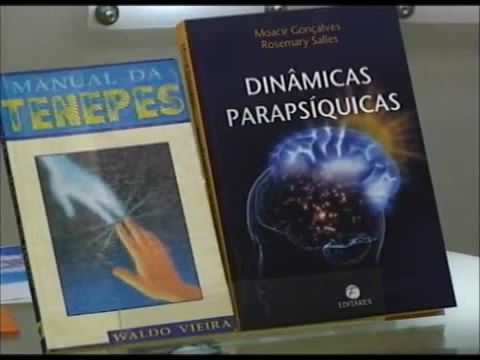 MANUAL DA
TENEPES
WALDO VIEIRA
Moacir Gonçalves
Rosemary Salles
DINÂMICAS
PARAPSÍQUICAS
EDITARES